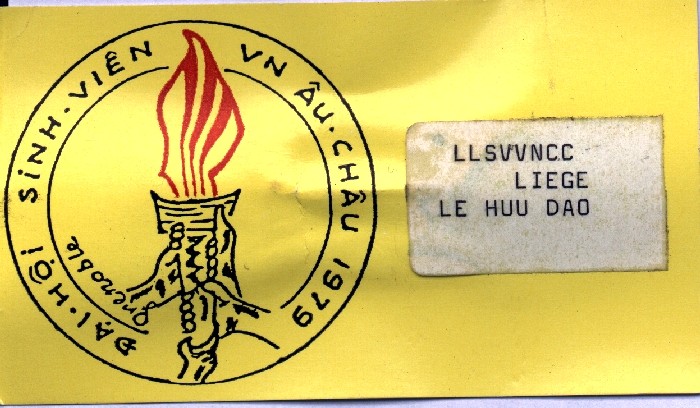 ĐẠI·HỘI SINH·VIÊN VN ÂU·CHÂU 1979
Grenoble
LLSVVNCC
LIEGE
LE HUU DAO